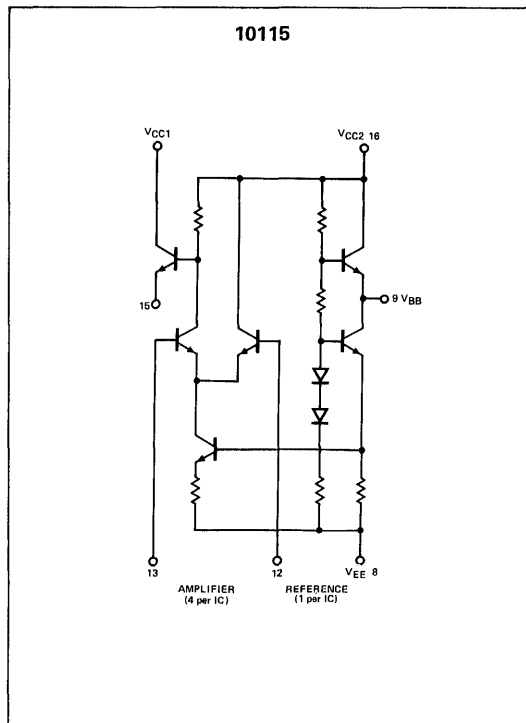 10115
VCC1
VCC2 16
15
9 VBB
13
12
VEE 8
AMPLIFIER
(4 per IC)
REFERENCE
(1 per IC)